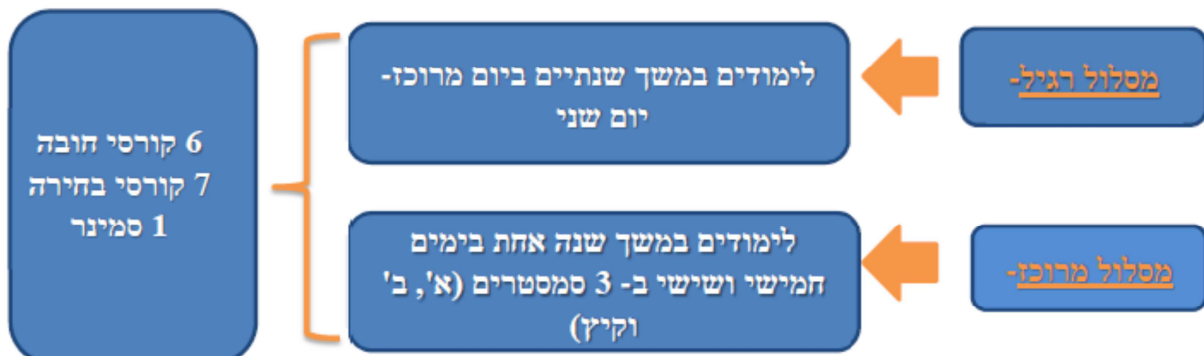 מסלול רגיל-
לימודים במשך שנתיים ביום מרוכז-
יום שני
מסלול מרוכז-
לימודים במשך שנה אחת בימים
חמישי ושישי ב- 3 סמסטרים (א', ב'
וקיץ)
6 קורסי חובה
7 קורסי בחירה
1 סמינר